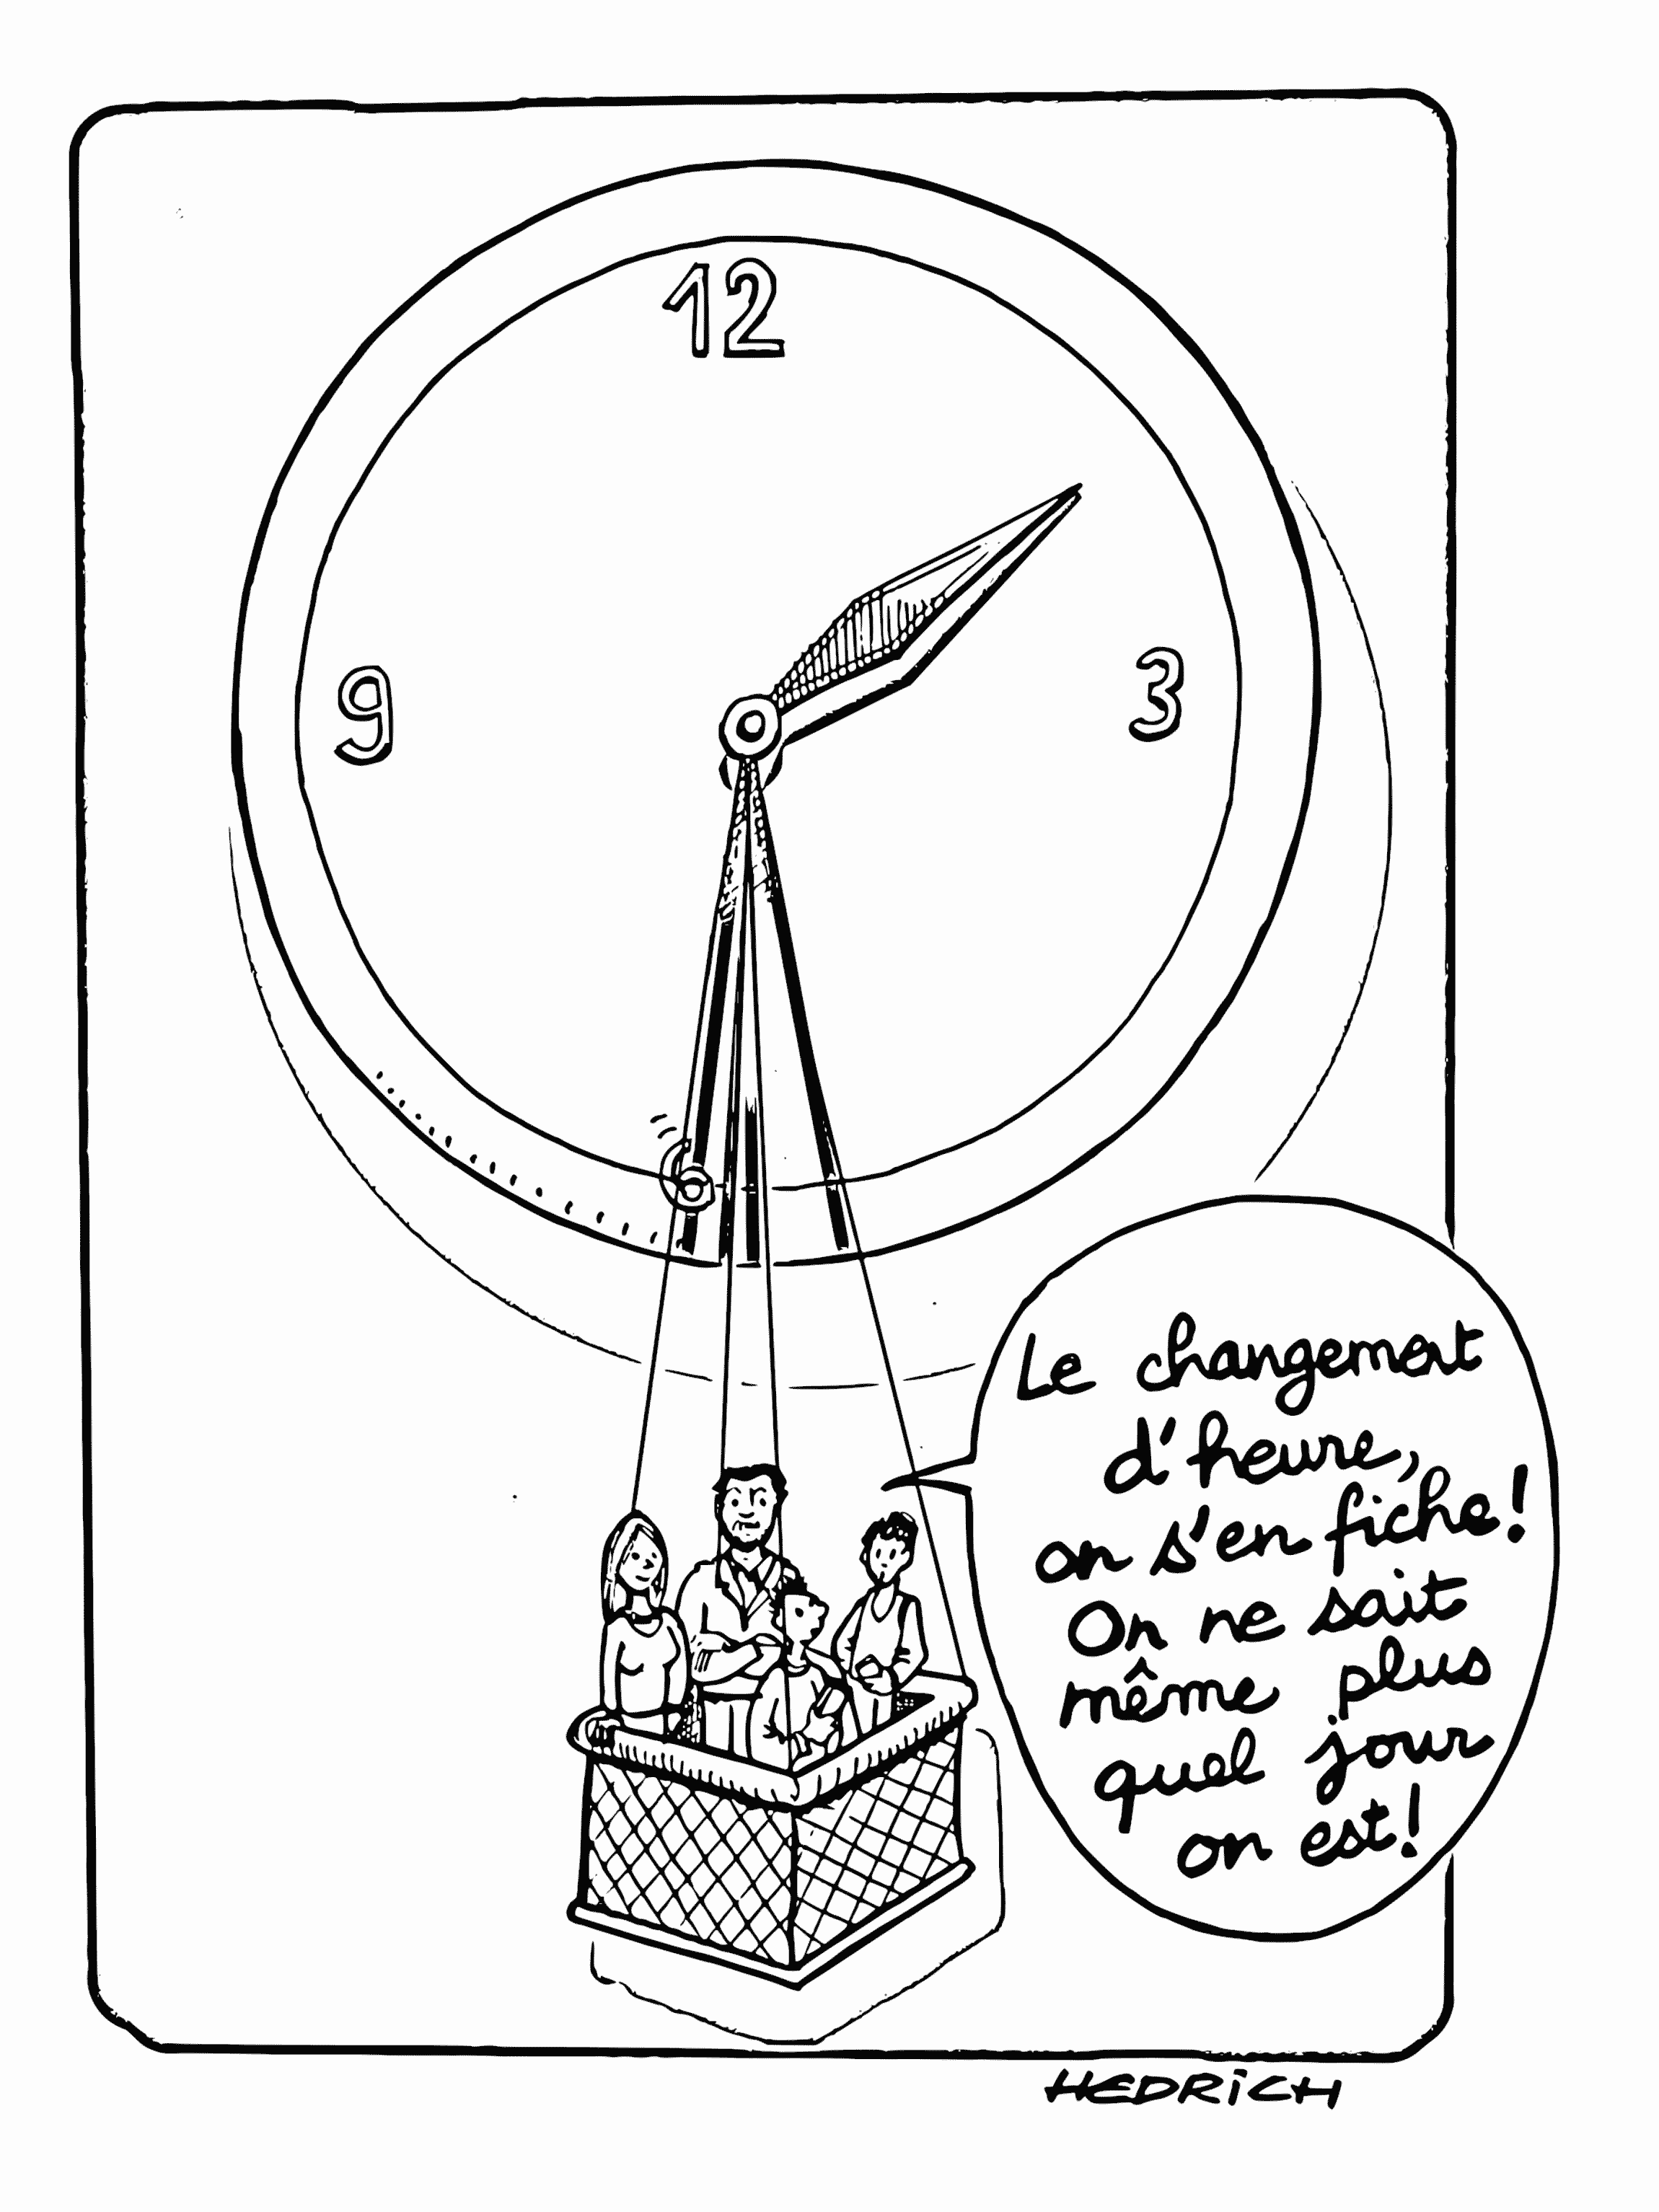 12
9
3
Le changement
d'heure,
on s'en fiche!
On ne sait
même plus
quel jour
on est!
HEDRICH